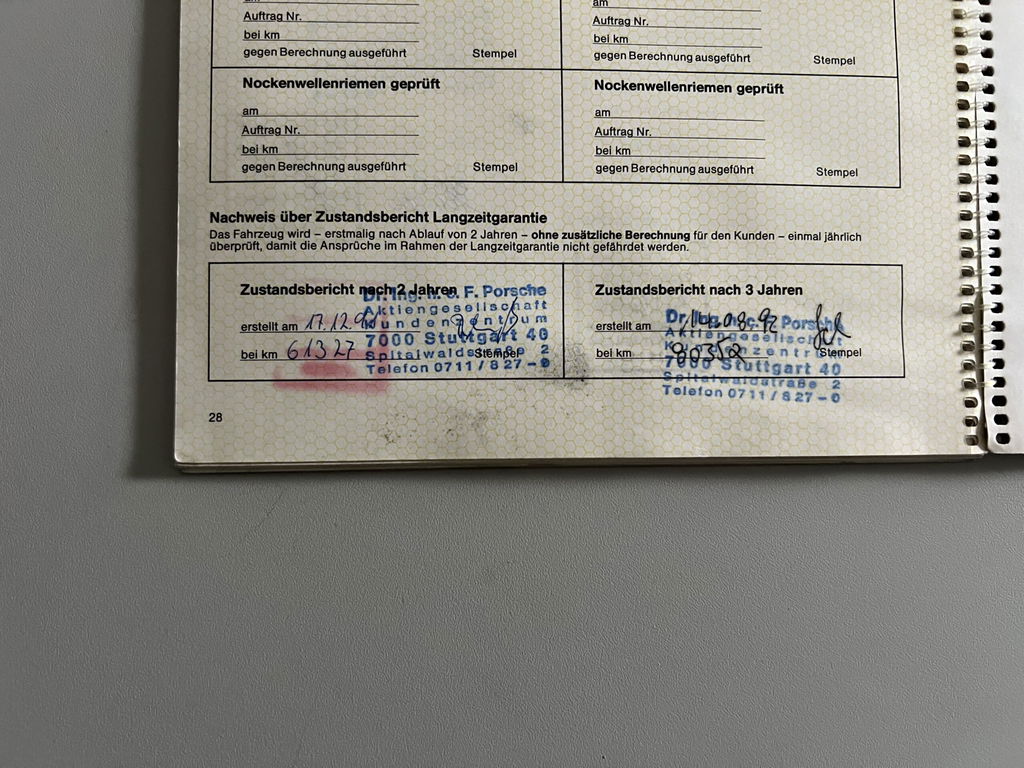 am
Auftrag Nr.
bei km
gegen Berechnung ausgeführt Stempel
am
Auftrag Nr.
bei km
gegen Berechnung ausgeführt Stempel
Nockenwellenriemen geprüft
am
Auftrag Nr.
bei km
gegen Berechnung ausgeführt Stempel
Nockenwellenriemen geprüft
am
Auftrag Nr.
bei km
gegen Berechnung ausgeführt Stempel
Nachweis über Zustandsbericht Langzeitgarantie
Das Fahrzeug wird – erstmalig nach Ablauf von 2 Jahren – ohne zusätzliche Berechnung für den Kunden – einmal jährlich
überprüft, damit die Ansprüche im Rahmen der Langzeitgarantie nicht gefährdet werden.
Zustandsbericht nach 2 Jahren
erstellt am 17.12.
bei km 61327 Stempel
Dr. Ing. h. c. F. Porsche
Aktiengesellschaft
Kundenzentrum
7000 Stuttgart 40
Spitalwaldstraße 2
Telefon 0711/827-0
Zustandsbericht nach 3 Jahren
erstellt am
bei km 80352 Stempel
Dr. Ing. h.c. F. Porsche
Aktiengesellschaft
Kundenzentrum
7000 Stuttgart 40
Spitalwaldstraße 2
Telefon 0711/827-0
28